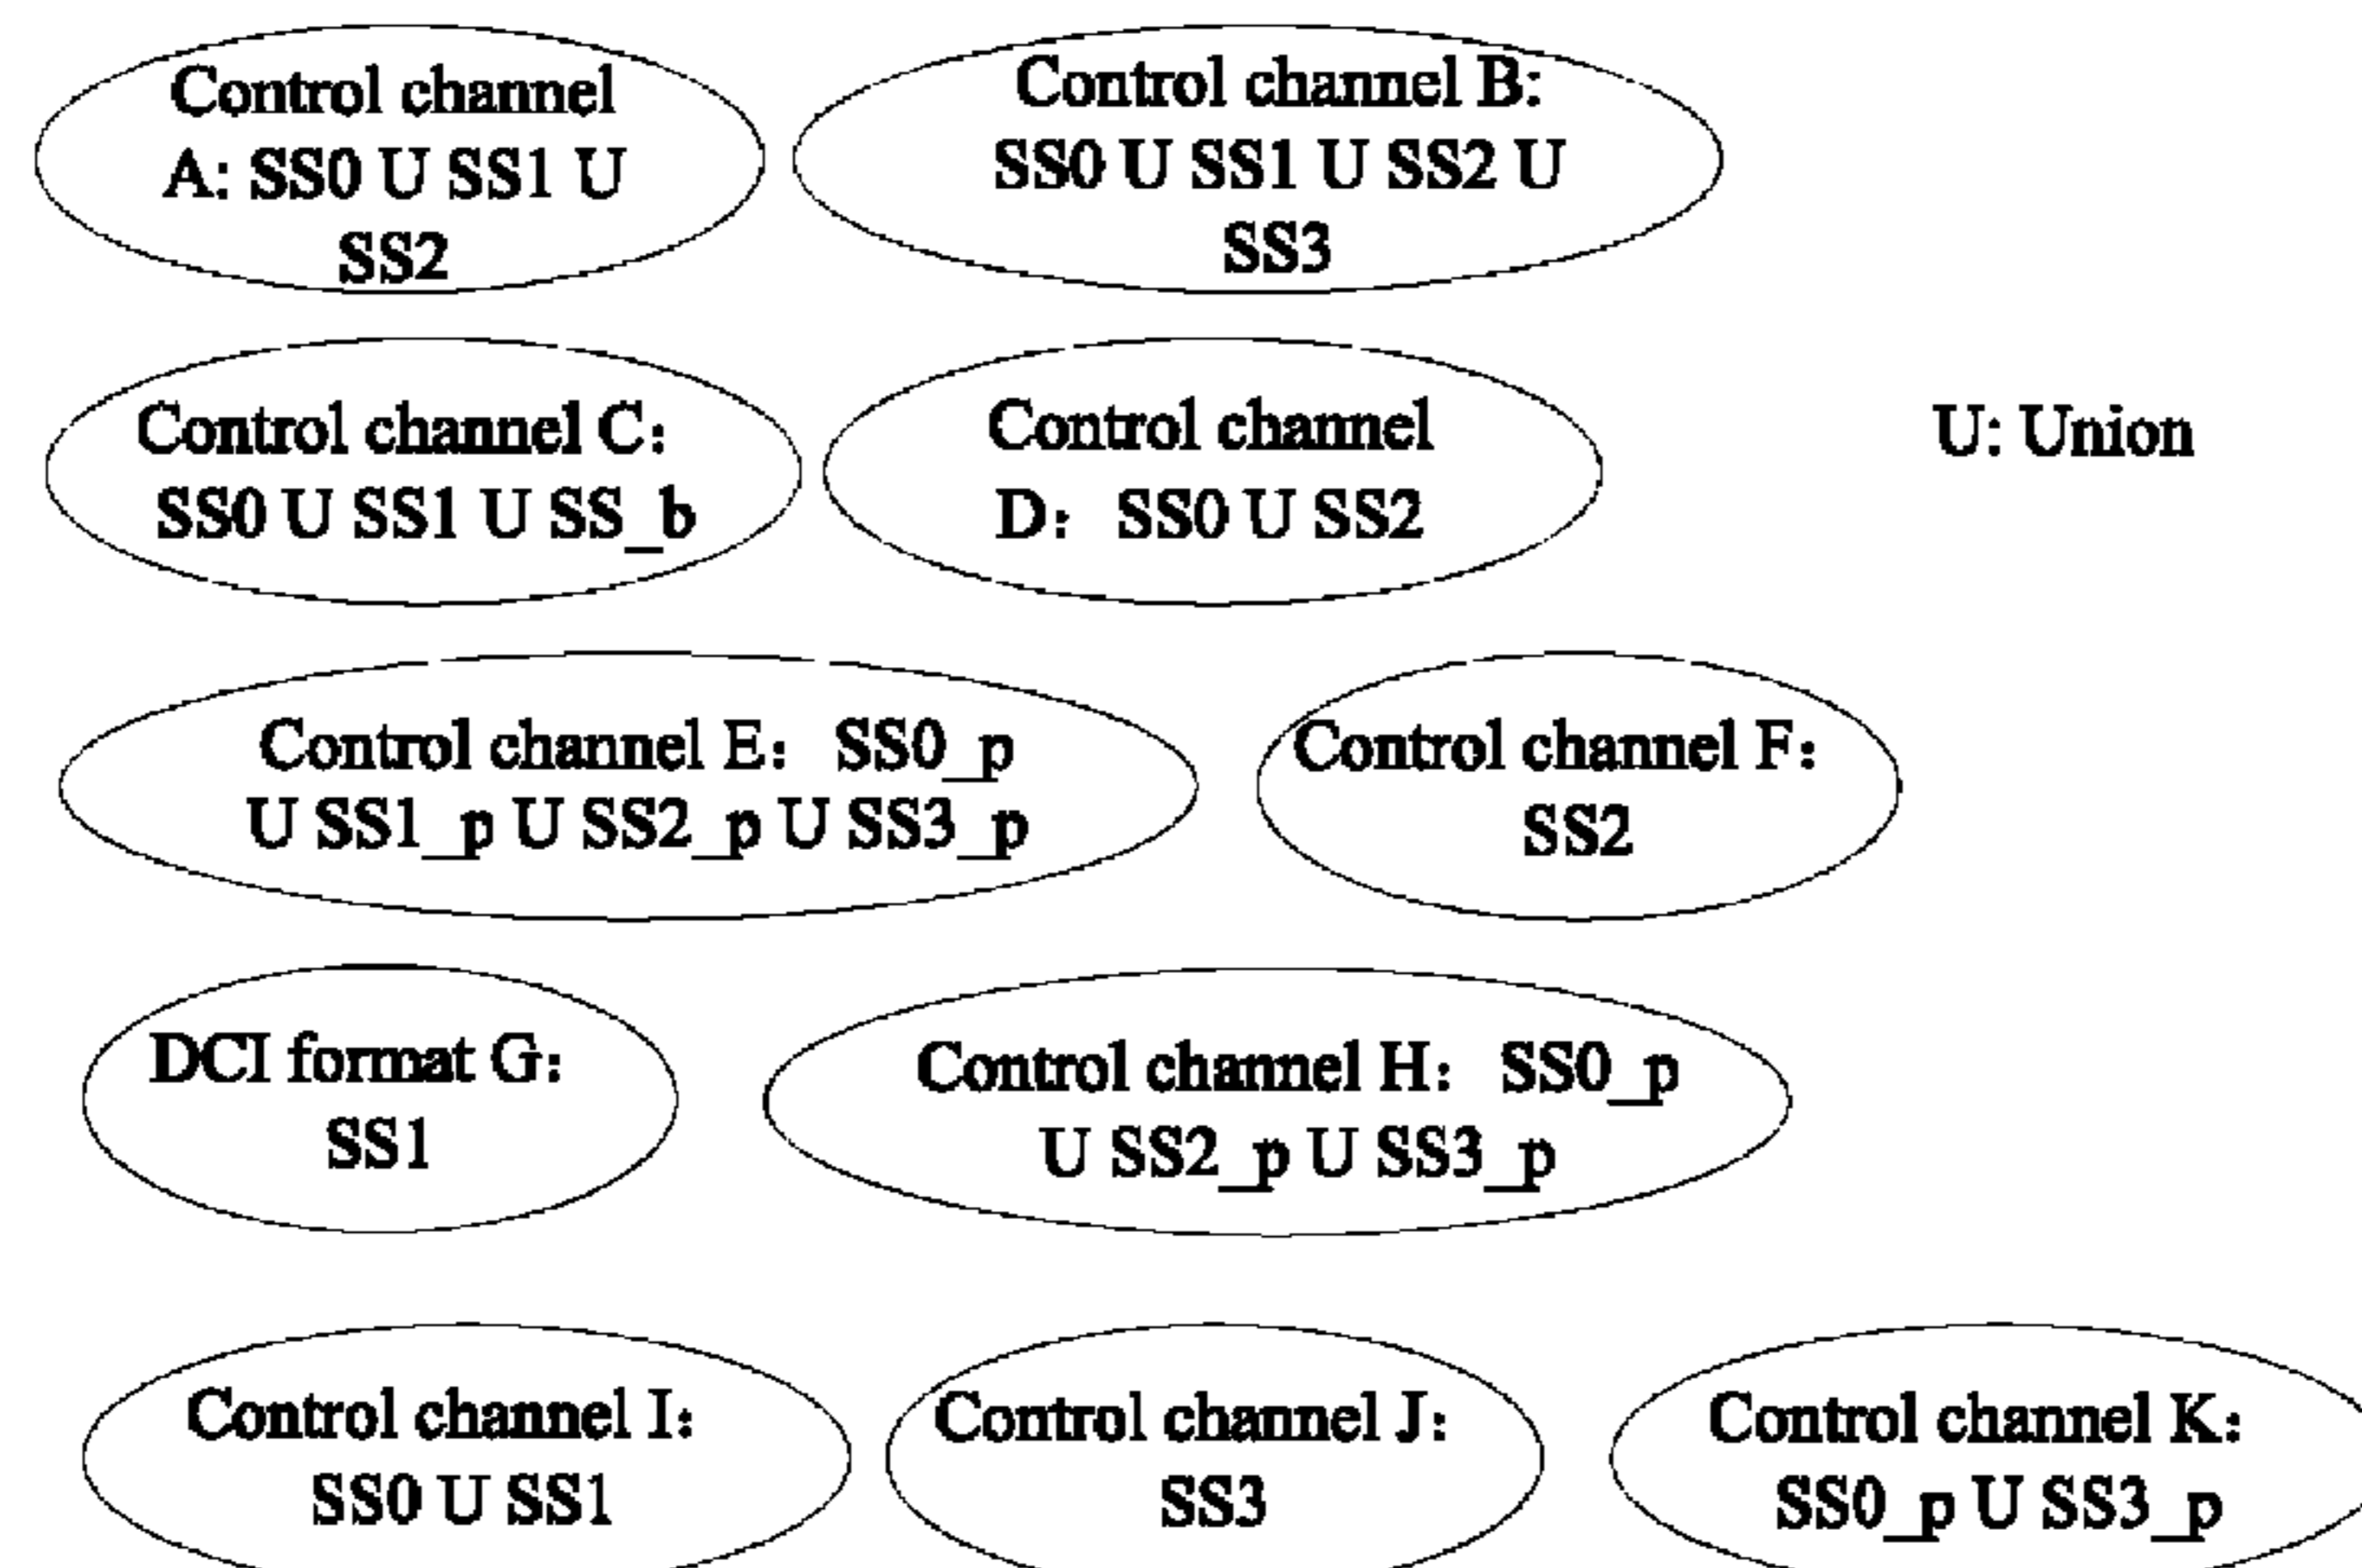 Control channel
A: SS0 U SS1 U
SS2
Control channel B:
SS0 U SS1 U SS2 U
SS3
Control channel C:
SS0 U SS1 U SS_b
Control channel
D: SS0 U SS2
U: Union
Control channel E: SS0_p
U SS1_p U SS2_p U SS3_p
Control channel F:
SS2
DCI format G:
SS1
Control channel H: SS0_p
U SS2_p U SS3_p
Control channel I:
SS0 U SS1
Control channel J:
SS3
Control channel K:
SS0_p U SS3_p